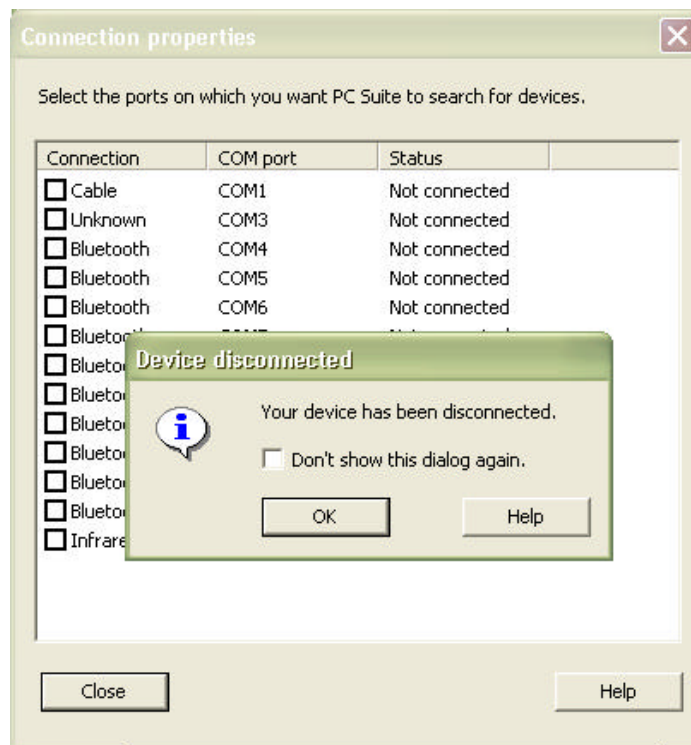 Connection properties
Select the ports on which you want PC Suite to search for devices.
Connection COM port Status
Cable COM1 Not connected
Unknown COM3 Not connected
Bluetooth COM4 Not connected
Bluetooth COM5 Not connected
Bluetooth COM6 Not connected
Device disconnected
Your device has been disconnected.
Don't show this dialog again.
OK Help
Close Help